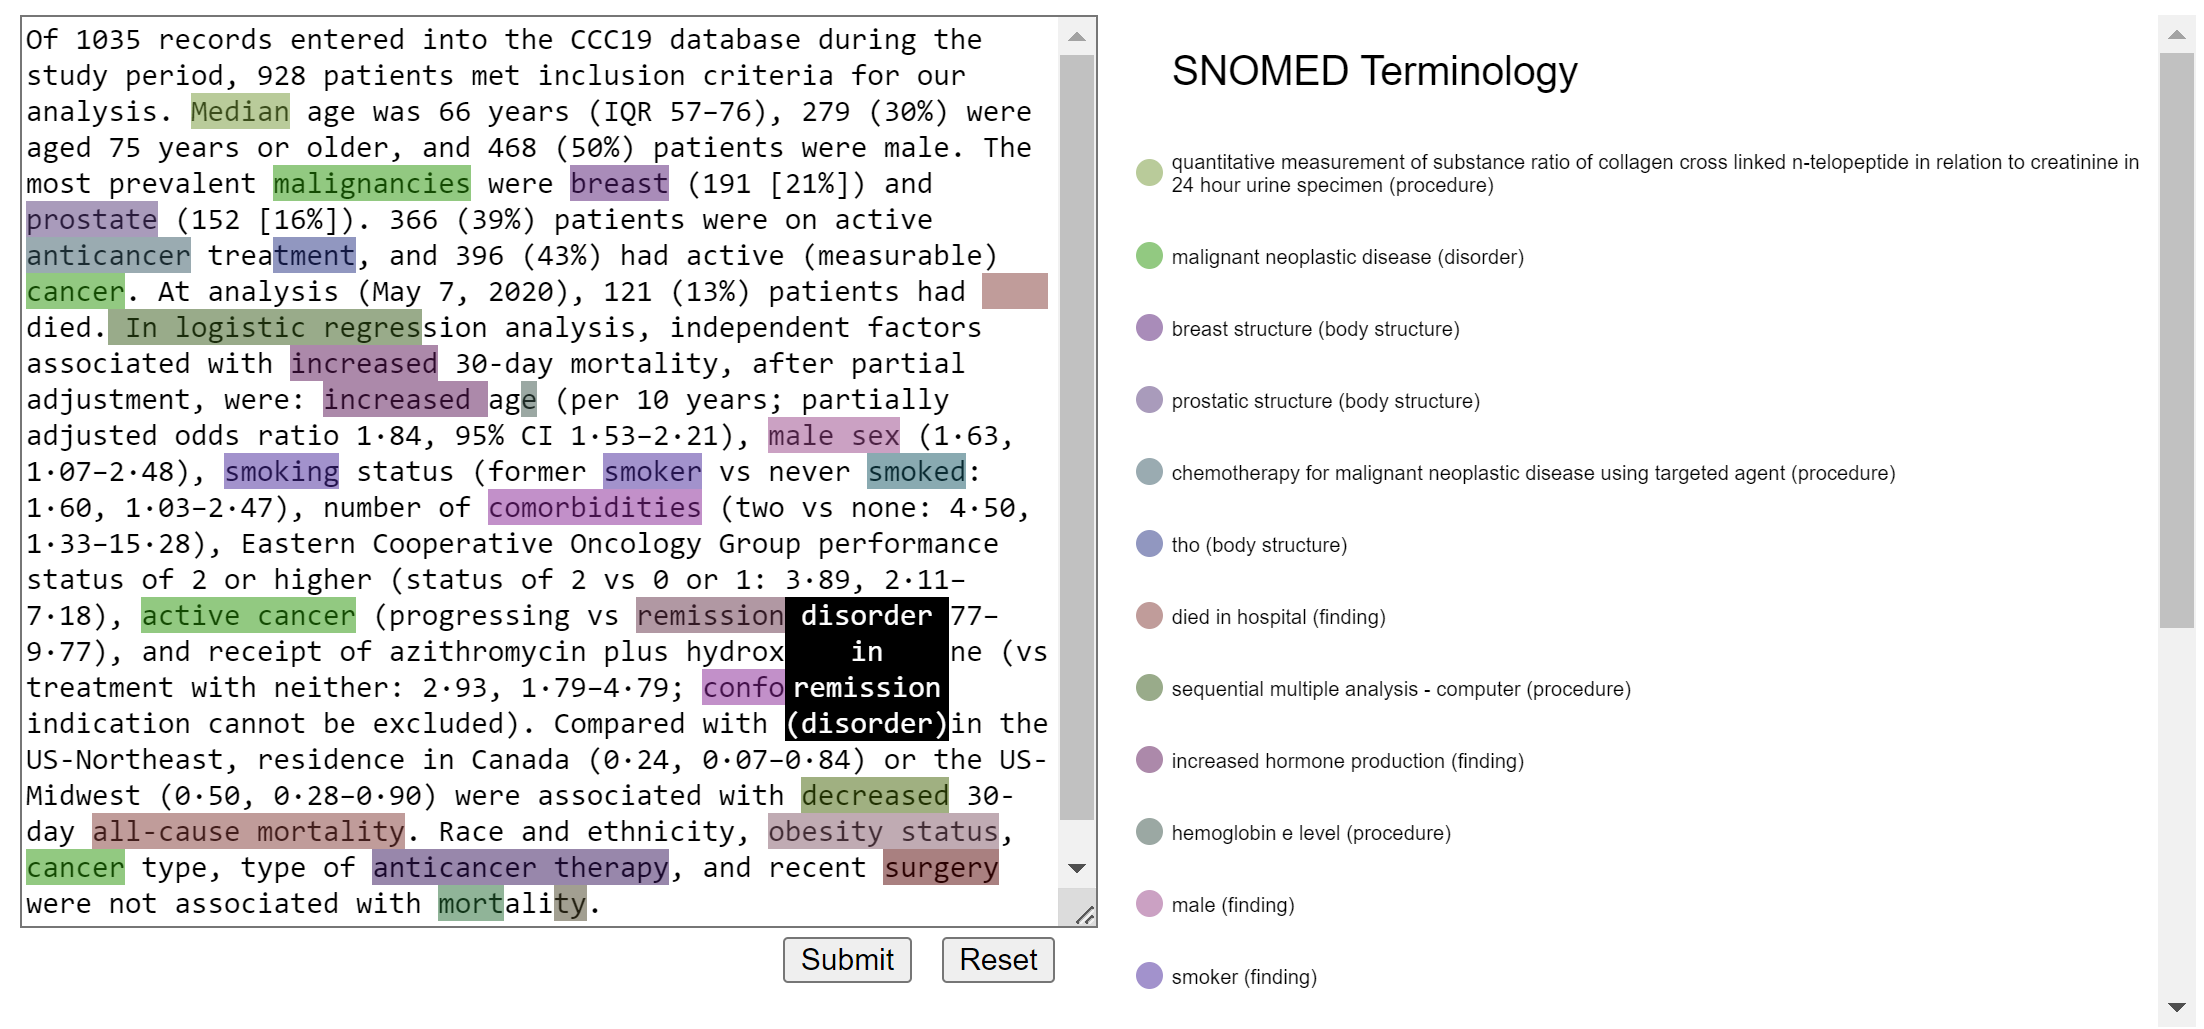 Of 1035 records entered into the CCC19 database during the
study period, 928 patients met inclusion criteria for our
analysis. Median age was 66 years (IQR 57–76), 279 (30%) were
aged 75 years or older, and 468 (50%) patients were male. The
most prevalent malignancies were breast (191 [21%]) and
prostate (152 [16%]). 366 (39%) patients were on active
anticancer treatment, and 396 (43%) had active (measurable)
cancer. At analysis (May 7, 2020), 121 (13%) patients had
died. In logistic regression analysis, independent factors
associated with increased 30-day mortality, after partial
adjustment, were: increased age (per 10 years; partially
adjusted odds ratio 1·84, 95% CI 1·53–2·21), male sex (1·63,
1·07–2·48), smoking status (former smoker vs never smoked:
1·60, 1·03–2·47), number of comorbidities (two vs none: 4·50,
1·33–15·28), Eastern Cooperative Oncology Group performance
status of 2 or higher (status of 2 vs 0 or 1: 3·89, 2·11–
7·18), active cancer (progressing vs remission 77–
9·77), and receipt of azithromycin plus hydrox ne (vs
treatment with neither: 2·93, 1·79–4·79; confo
indication cannot be excluded). Compared with in the
US-Northeast, residence in Canada (0·24, 0·07–0·84) or the US-
Midwest (0·50, 0·28–0·90) were associated with decreased 30-
day all-cause mortality. Race and ethnicity, obesity status,
cancer type, type of anticancer therapy, and recent surgery
were not associated with mortality.
disorder
in
remission
(disorder)
Submit Reset
SNOMED Terminology
quantitative measurement of substance ratio of collagen cross linked n-telopeptide in relation to creatinine in
24 hour urine specimen (procedure)
malignant neoplastic disease (disorder)
breast structure (body structure)
prostatic structure (body structure)
chemotherapy for malignant neoplastic disease using targeted agent (procedure)
tho (body structure)
died in hospital (finding)
sequential multiple analysis - computer (procedure)
increased hormone production (finding)
hemoglobin e level (procedure)
male (finding)
smoker (finding)